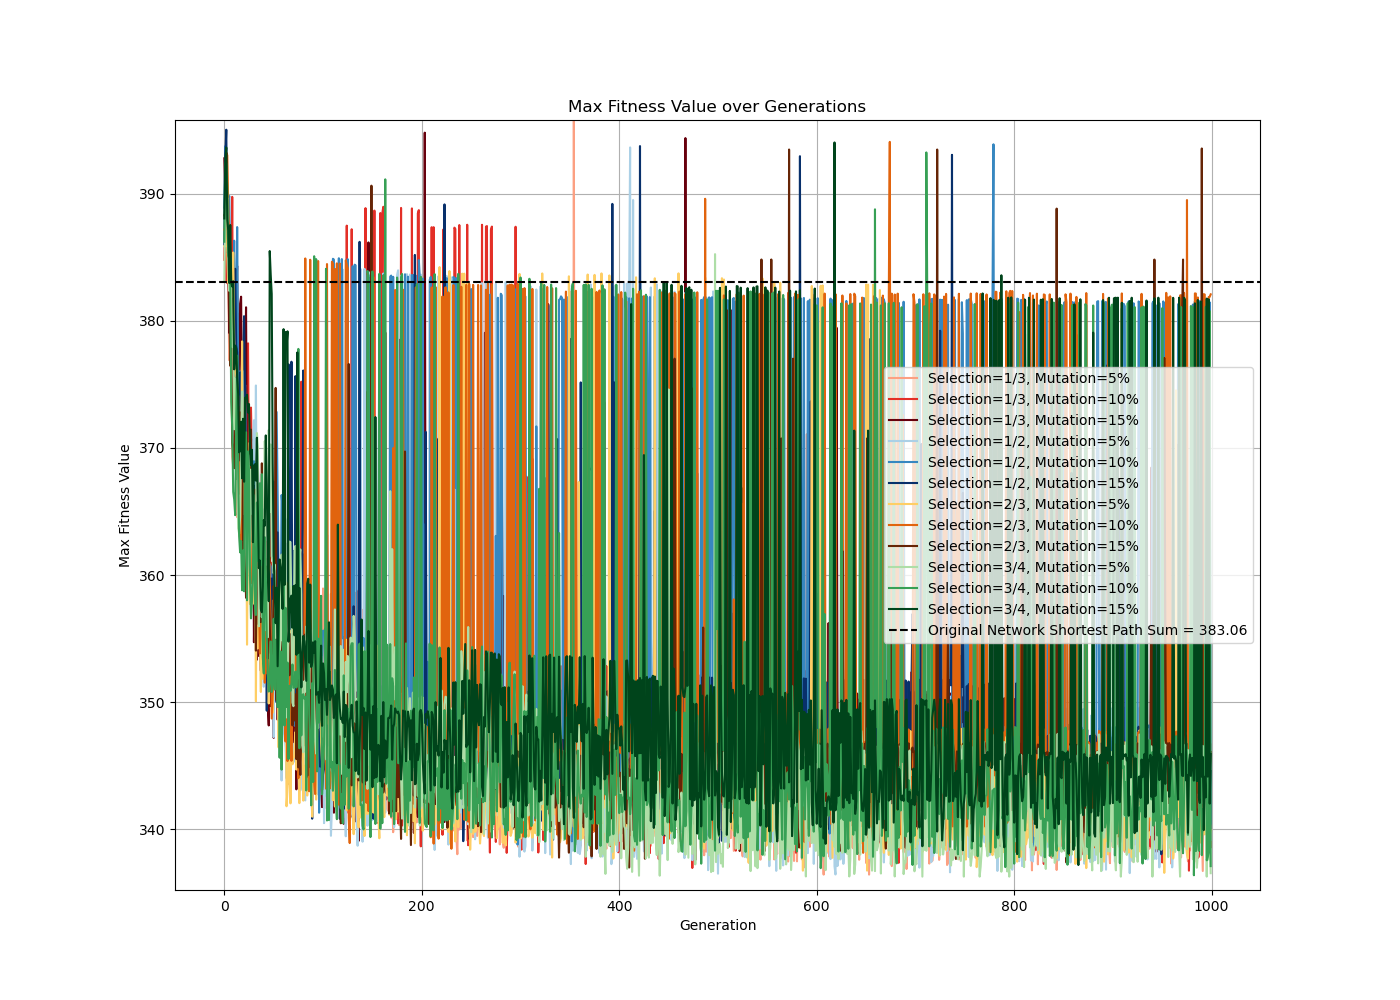 Max Fitness Value over Generations
Max Fitness Value
390
380
370
360
350
340
0
200
400
600
800
1000
Generation
Selection=1/3, Mutation=5%
Selection=1/3, Mutation=10%
Selection=1/3, Mutation=15%
Selection=1/2, Mutation=5%
Selection=1/2, Mutation=10%
Selection=1/2, Mutation=15%
Selection=2/3, Mutation=5%
Selection=2/3, Mutation=10%
Selection=2/3, Mutation=15%
Selection=3/4, Mutation=5%
Selection=3/4, Mutation=10%
Selection=3/4, Mutation=15%
Original Network Shortest Path Sum = 383.06